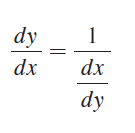 dy/dx = 1/(dx/dy)